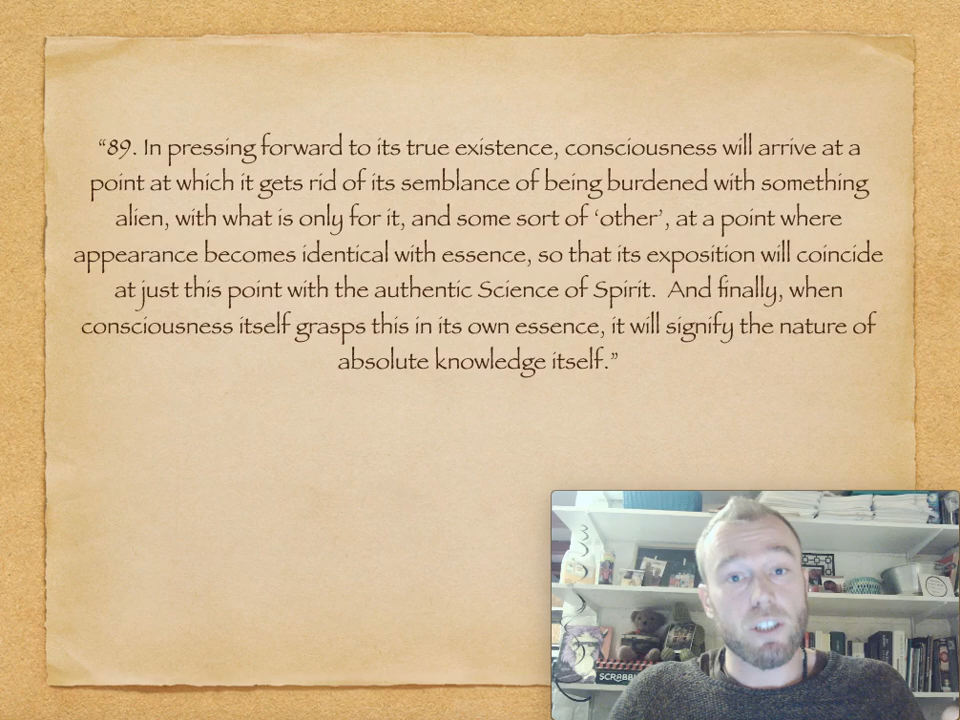 “89. In pressing forward to its true existence, consciousness will arrive at a
point at which it gets rid of its semblance of being burdened with something
alien, with what is only for it, and some sort of ‘other’, at a point where
appearance becomes identical with essence, so that its exposition will coincide
at just this point with the authentic Science of Spirit.  And finally, when
consciousness itself grasps this in its own essence, it will signify the nature of
absolute knowledge itself.”